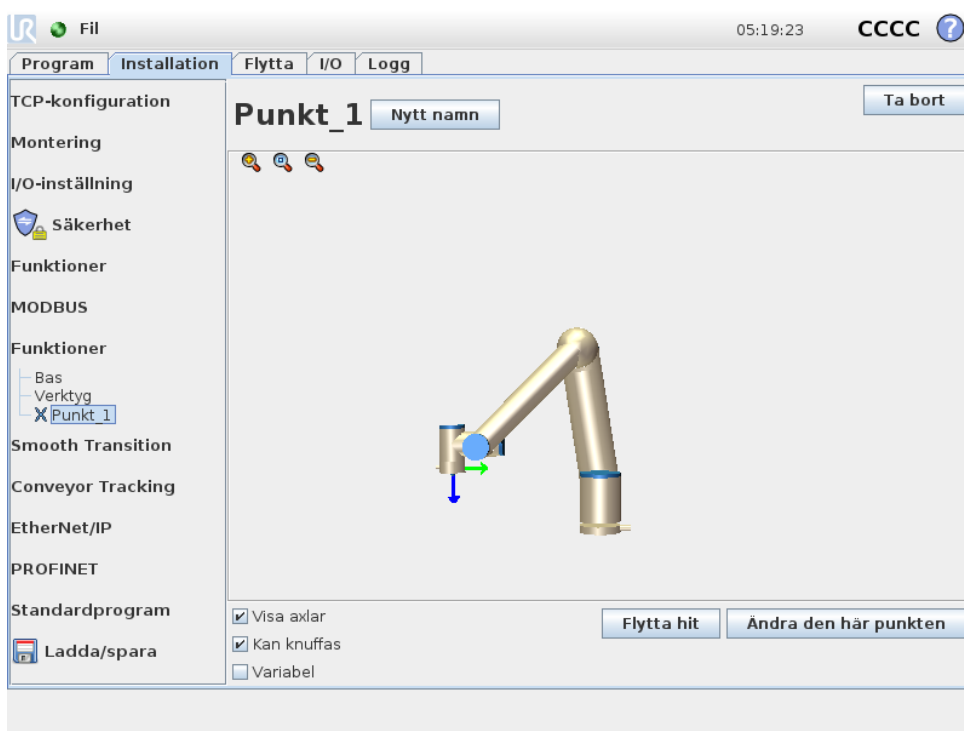 UR Fil 05:19:23 CCCC ?
Program Installation Flytta I/O Logg
TCP-konfiguration
Montering
I/O-inställning
Säkerhet
Funktioner
MODBUS
Funktioner
Bas
Verktyg
Punkt_1
Smooth Transition
Conveyor Tracking
EtherNet/IP
PROFINET
Standardprogram
Ladda/spara
Punkt_1 Nytt namn Ta bort
Visa axlar
Kan knuffas
Variabel
Flytta hit Ändra den här punkten